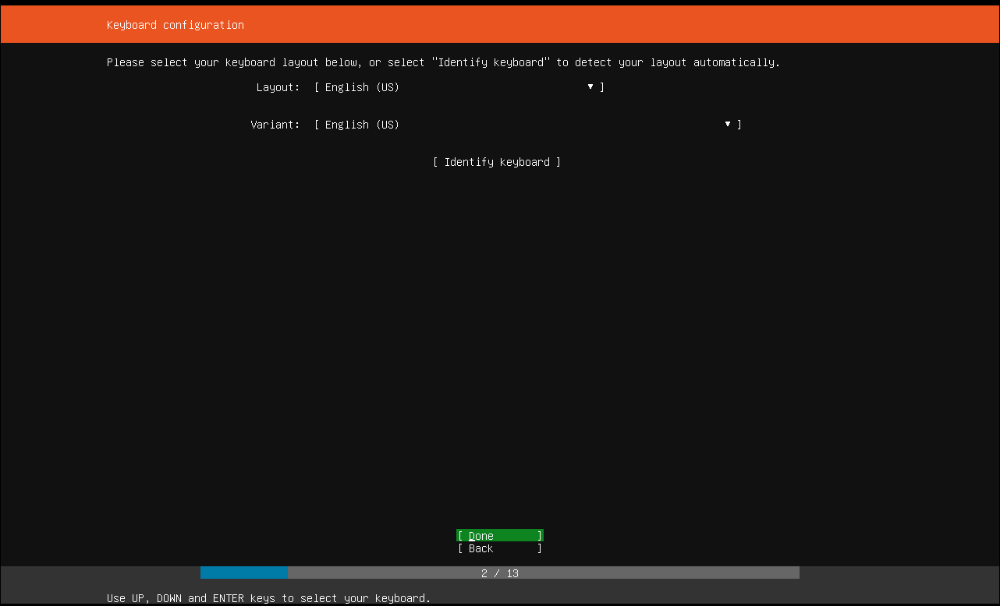 Keyboard configuration
Please select your keyboard layout below, or select "Identify keyboard" to detect your layout automatically.
Layout: [ English (US) ▼ ]
Variant: [ English (US) ▼ ]
[ Identify keyboard ]
[ Done ]
[ Back ]
2 / 13
Use UP, DOWN and ENTER keys to select your keyboard.